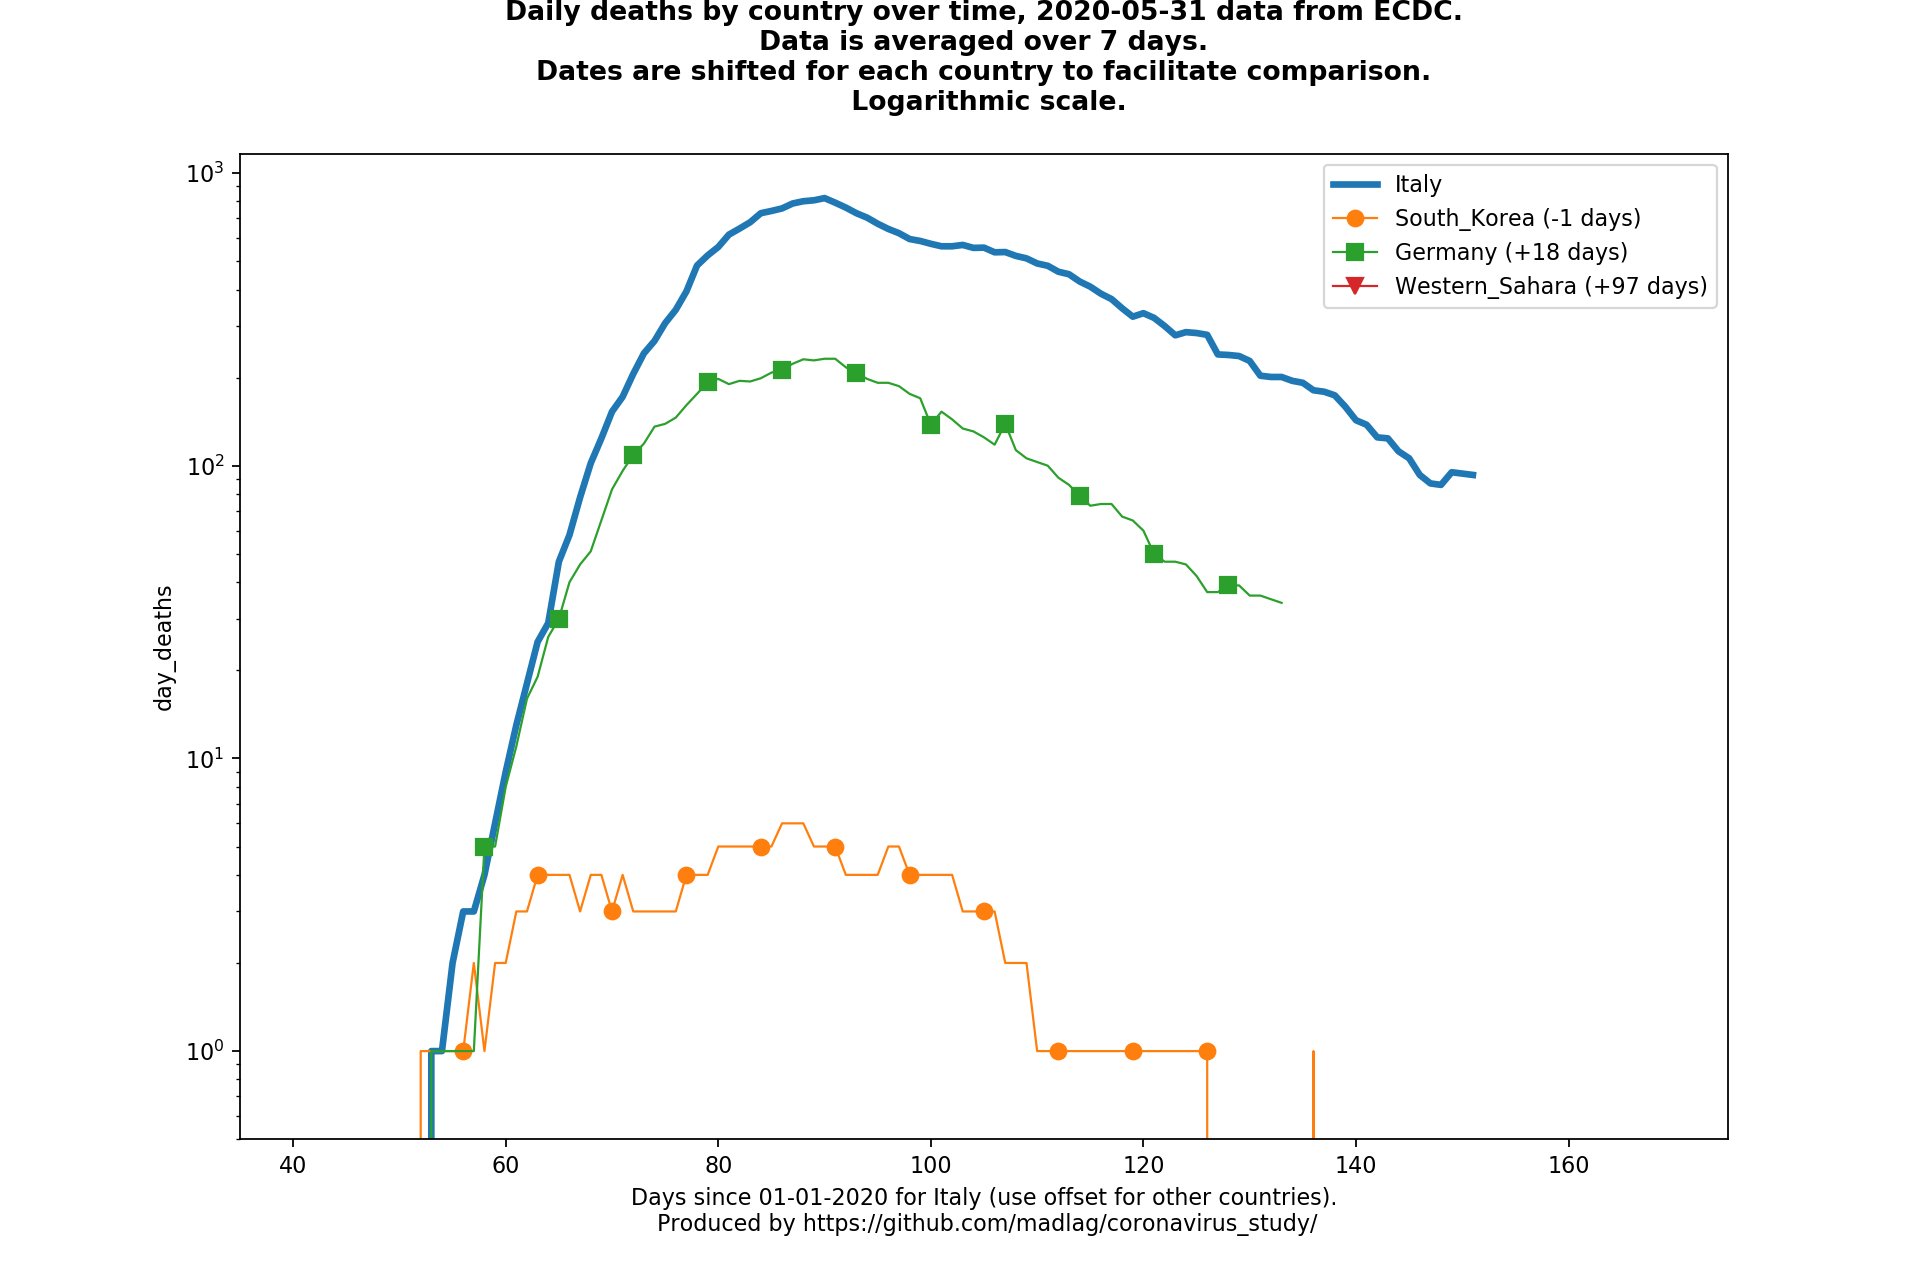 Daily deaths by country over time, 2020-05-31 data from ECDC.
Data is averaged over 7 days.
Dates are shifted for each country to facilitate comparison.
Logarithmic scale.
10³
10²
10¹
10⁰
day_deaths
Italy
South_Korea (-1 days)
Germany (+18 days)
Western_Sahara (+97 days)
40 60 80 100 120 140 160
Days since 01-01-2020 for Italy (use offset for other countries).
Produced by https://github.com/madlag/coronavirus_study/